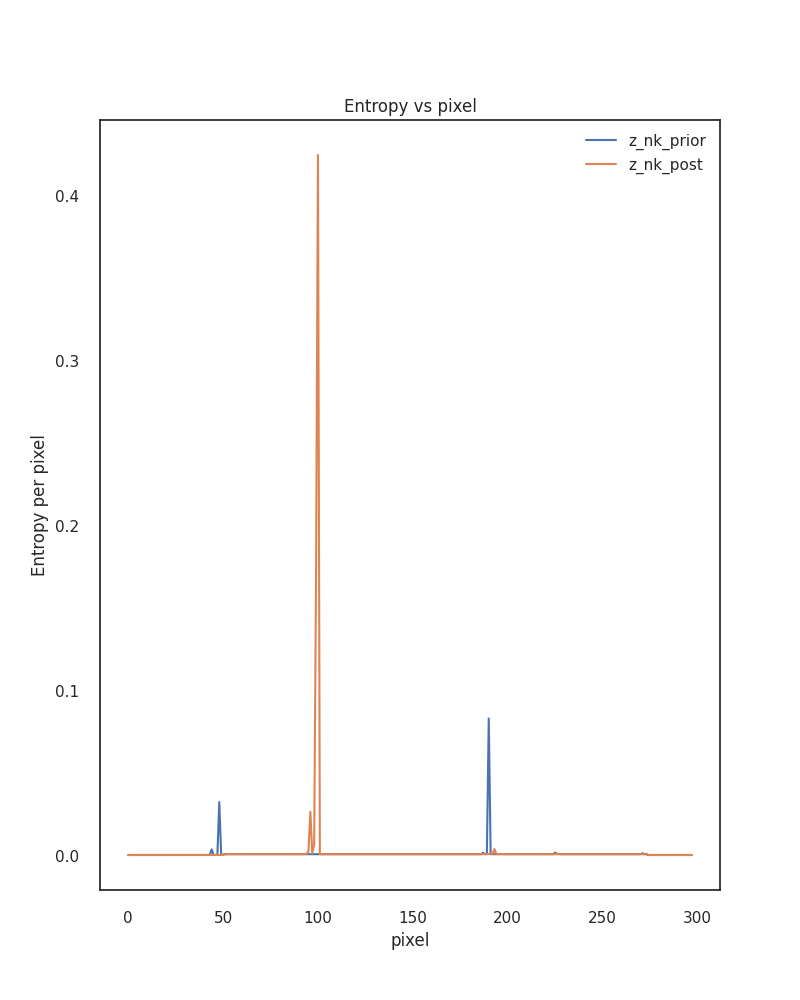 Entropy vs pixel
z_nk_prior
z_nk_post
Entropy per pixel
0.4
0.3
0.2
0.1
0.0
0 50 100 150 200 250 300
pixel